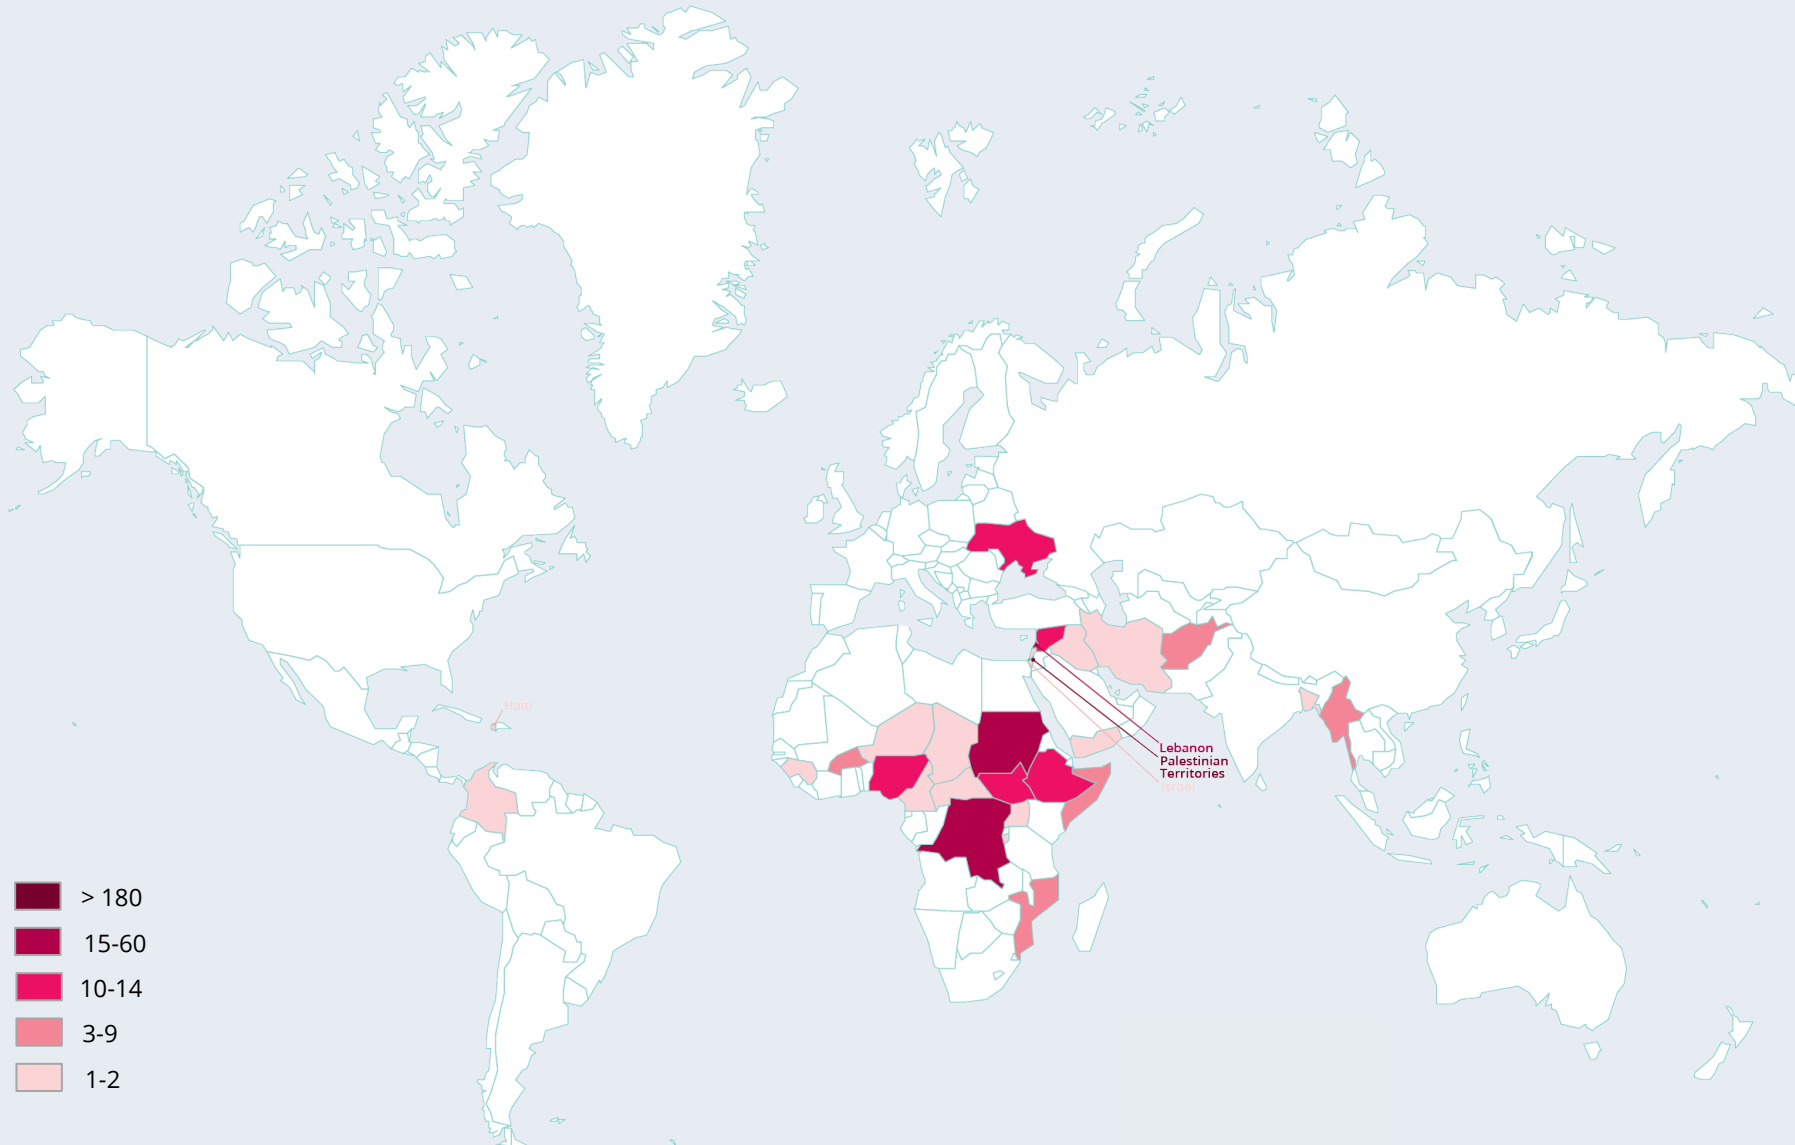 Haiti
Lebanon
Palestinian
Territories
Israel
> 180
15-60
10-14
3-9
1-2